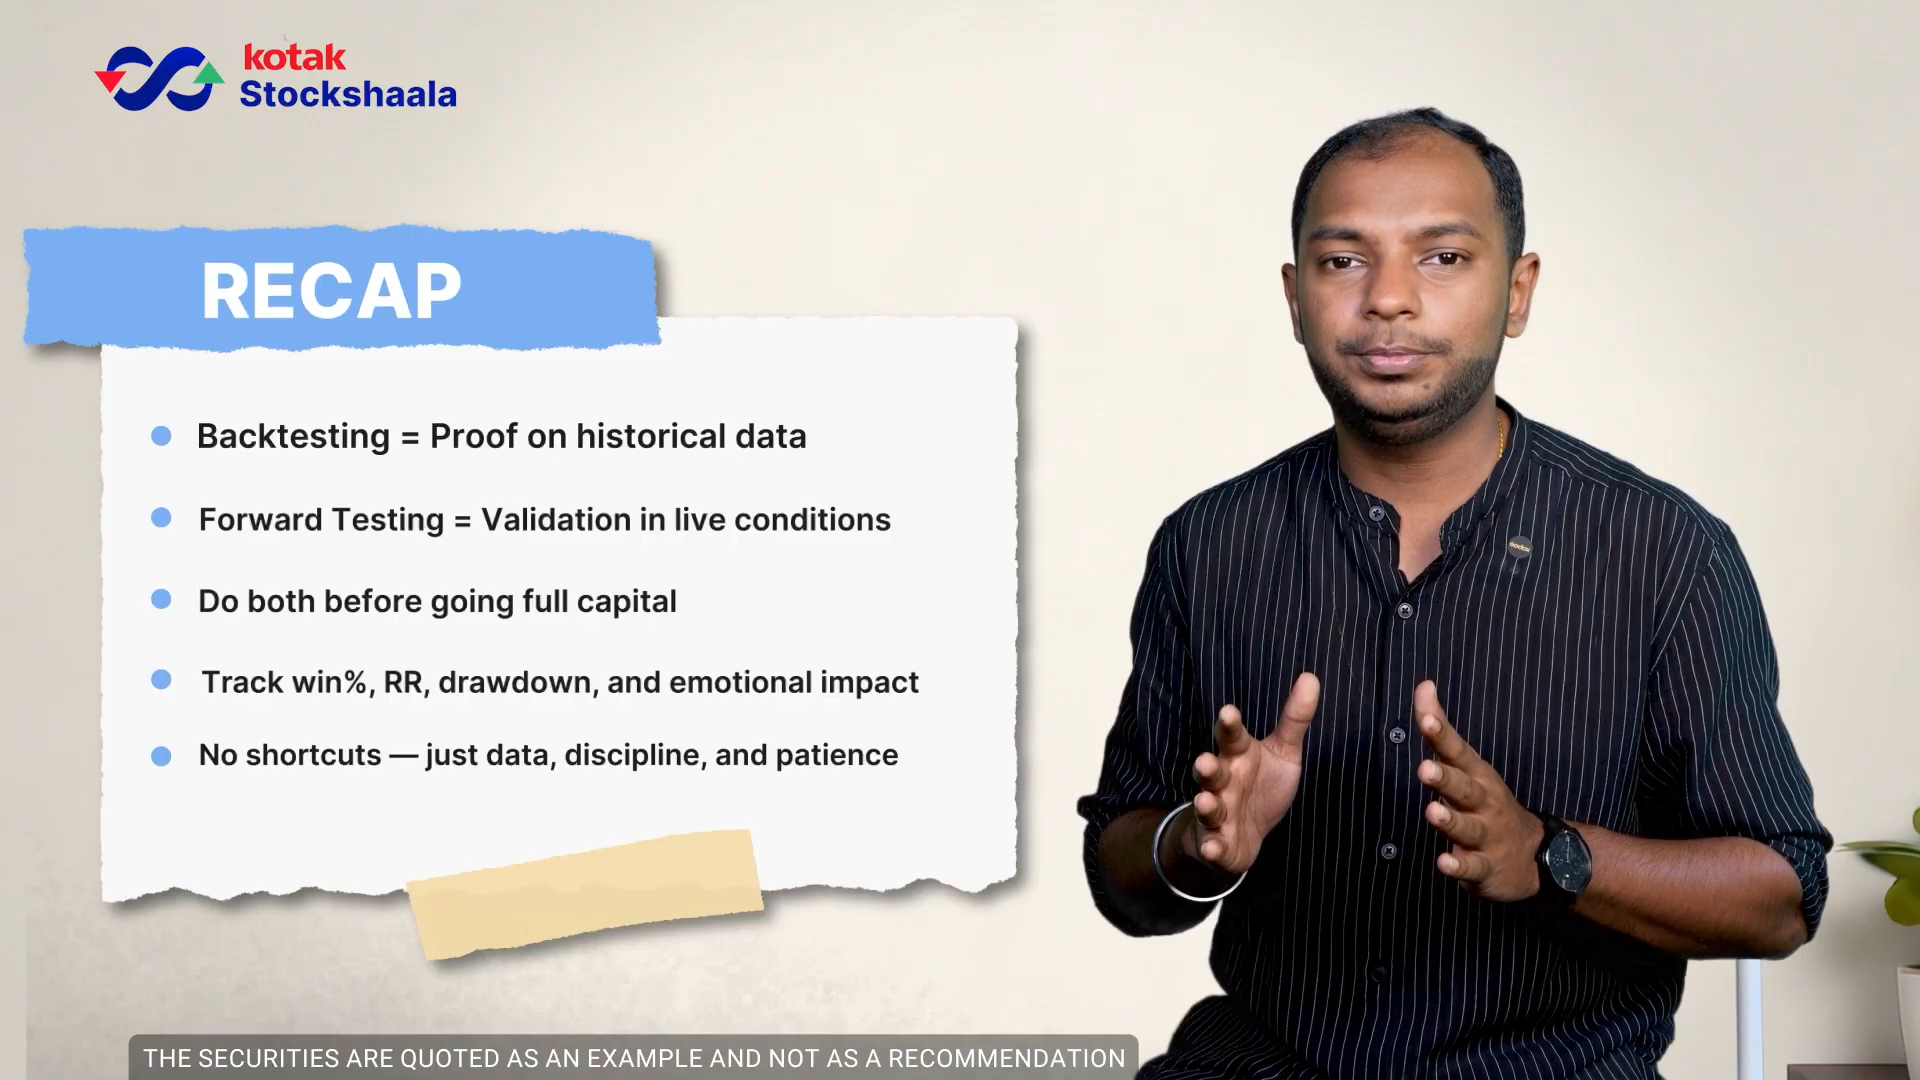 kotak
Stockshaala
RECAP
Backtesting = Proof on historical data
Forward Testing = Validation in live conditions
Do both before going full capital
Track win%, RR, drawdown, and emotional impact
No shortcuts — just data, discipline, and patience
Godox
THE SECURITIES ARE QUOTED AS AN EXAMPLE AND NOT AS A RECOMMENDATION